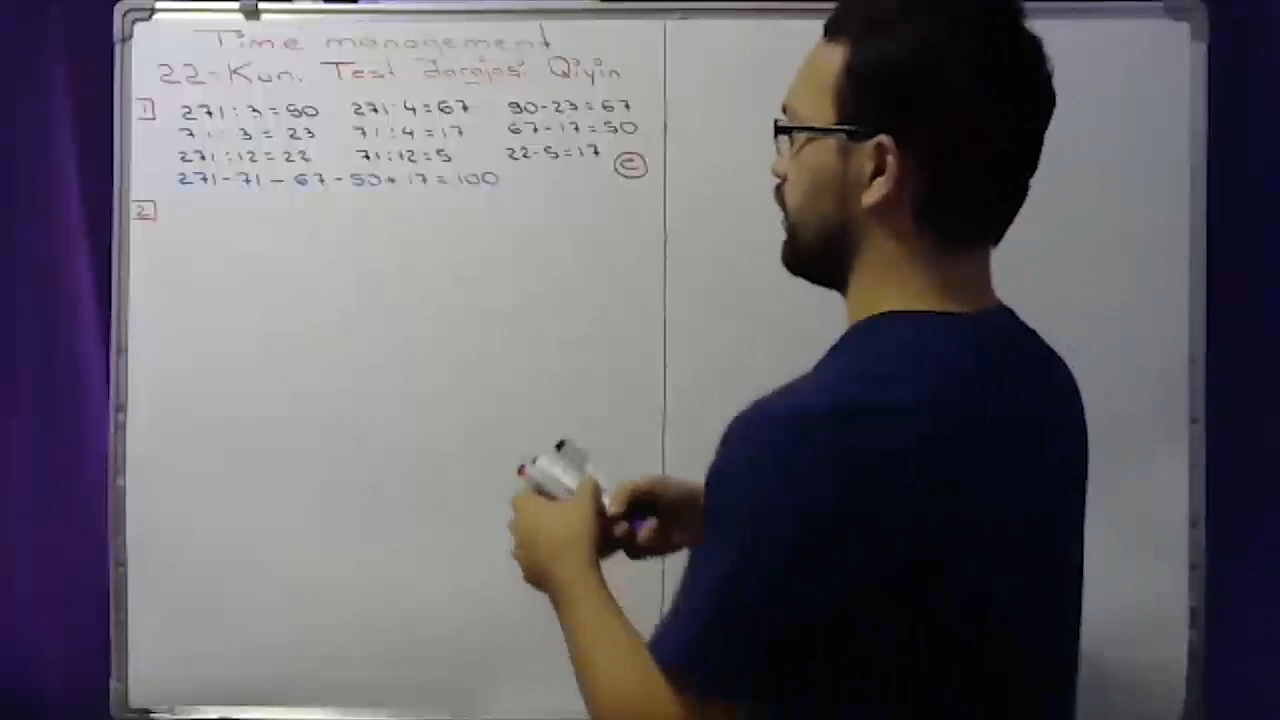 Time management
22-Kun. Test darajasi Qiyin
1 271:3=90 271:4=67 90-23=67
71:3=23 71:4=17 67-17=50
271:12=22 71:12=5 22-5=17 C
271-71-67-50+17=100
2